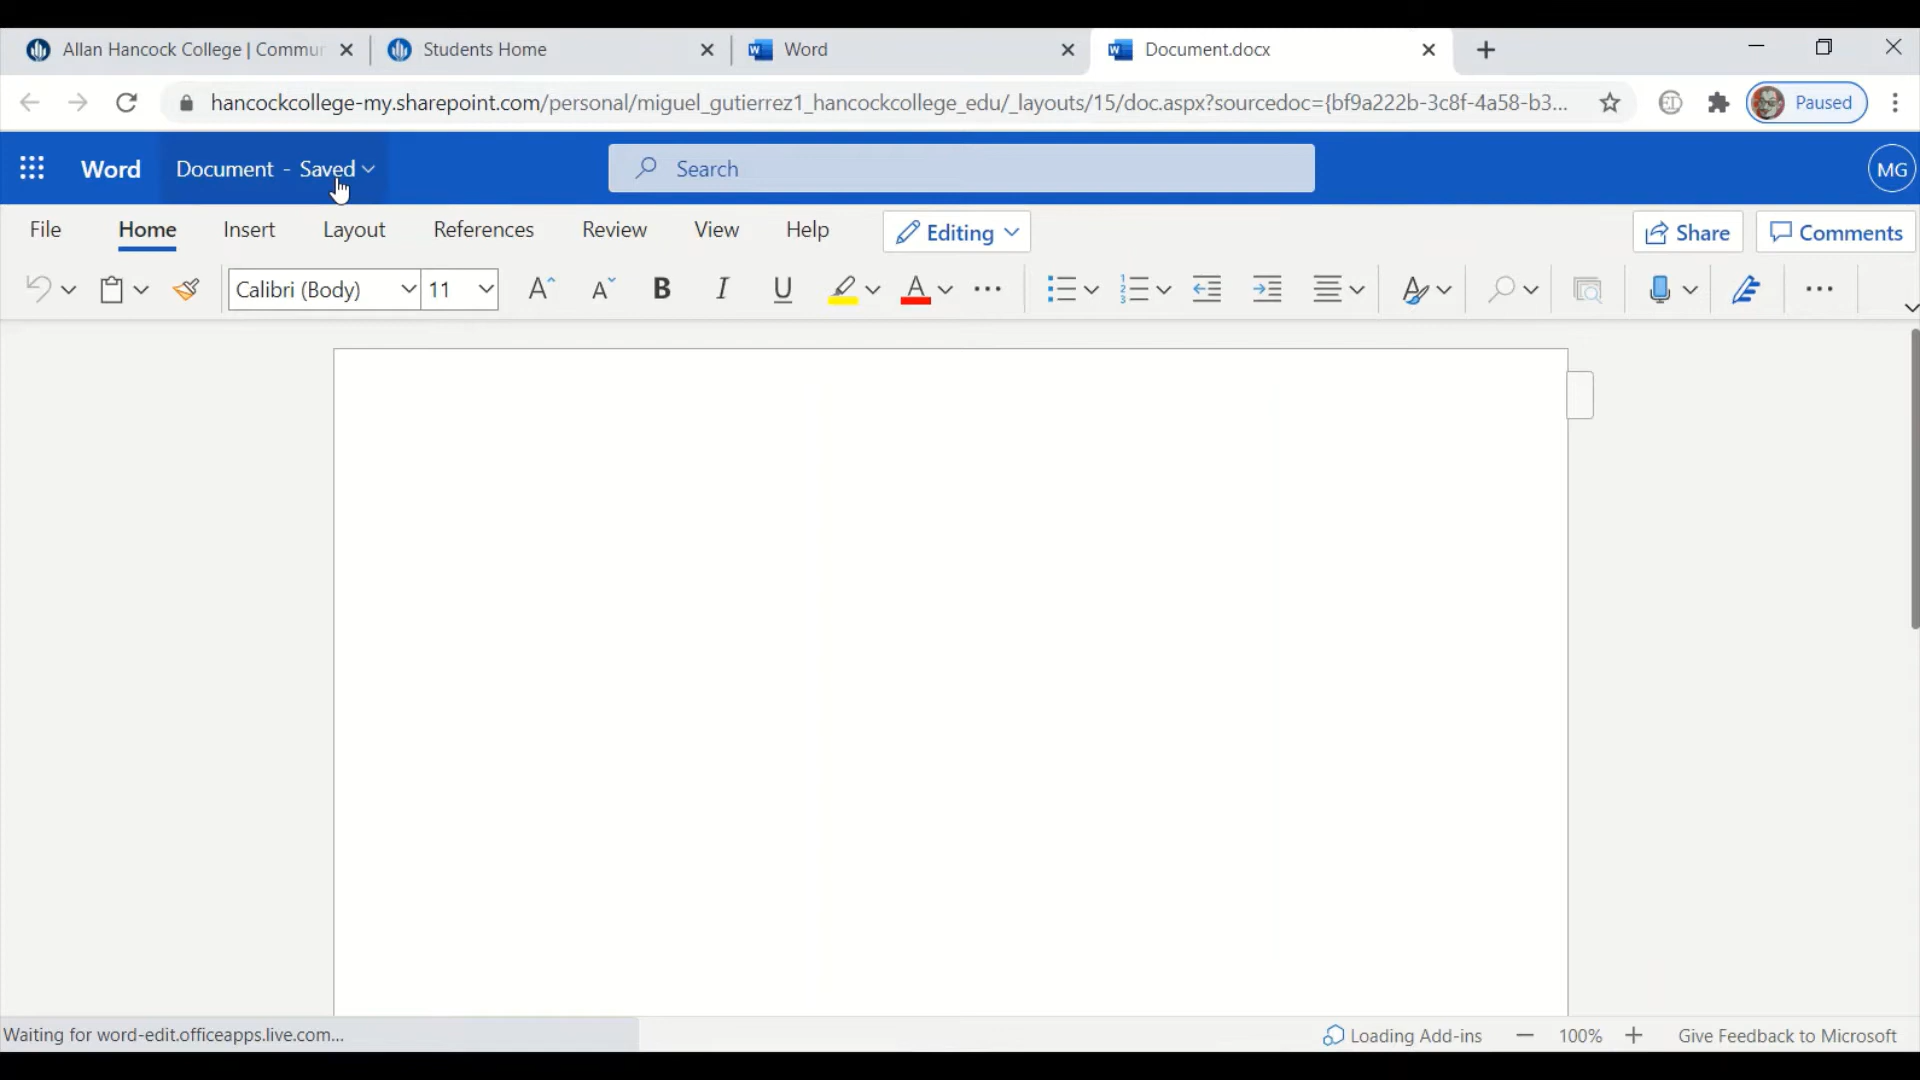 Allan Hancock College | Commun
Students Home
Word
Document.docx
hancockcollege-my.sharepoint.com/personal/miguel_gutierrez1_hancockcollege_edu/_layouts/15/doc.aspx?sourcedoc={bf9a222b-3c8f-4a58-b3...
Paused
Word
Document - Saved
Search
MG
File
Home
Insert
Layout
References
Review
View
Help
Editing
Share
Comments
Calibri (Body)
11
Waiting for word-edit.officeapps.live.com...
Loading Add-ins
100%
Give Feedback to Microsoft